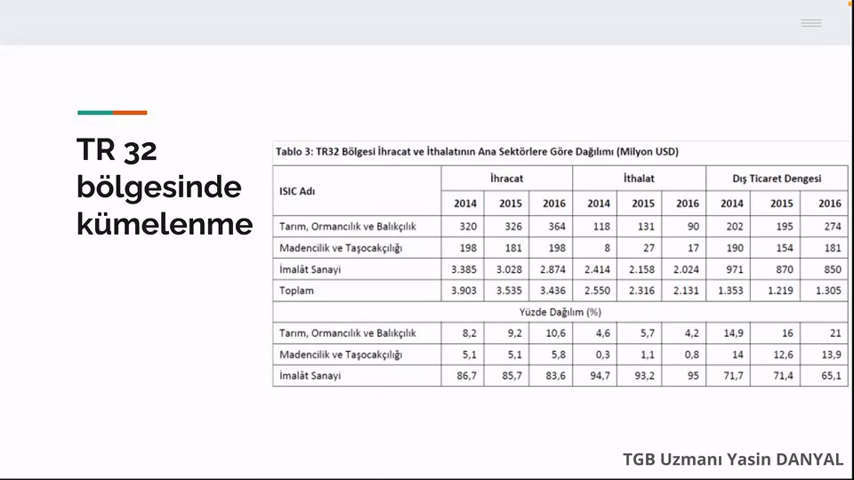 TR 32
bölgesinde
kümelenme
Tablo 3: TR32 Bölgesi İhracat ve İthalatının Ana Sektörlere Göre Dağılımı (Milyon USD)
ISIC Adı İhracat İthalat Dış Ticaret Dengesi
2014 2015 2016 2014 2015 2016 2014 2015 2016
Tarım, Ormancılık ve Balıkçılık 320 326 364 118 131 90 202 195 274
Madencilik ve Taşocakçılığı 198 181 198 8 27 17 190 154 181
İmalât Sanayi 3.385 3.028 2.874 2.414 2.158 2.024 971 870 850
Toplam 3.903 3.535 3.436 2.550 2.316 2.131 1.353 1.219 1.305
Yüzde Dağılım (%)
Tarım, Ormancılık ve Balıkçılık 8,2 9,2 10,6 4,6 5,7 4,2 14,9 16 21
Madencilik ve Taşocakçılığı 5,1 5,1 5,8 0,3 1,1 0,8 14 12,6 13,9
İmalât Sanayi 86,7 85,7 83,6 94,7 93,2 95 71,7 71,4 65,1
TGB Uzmanı Yasin DANYAL